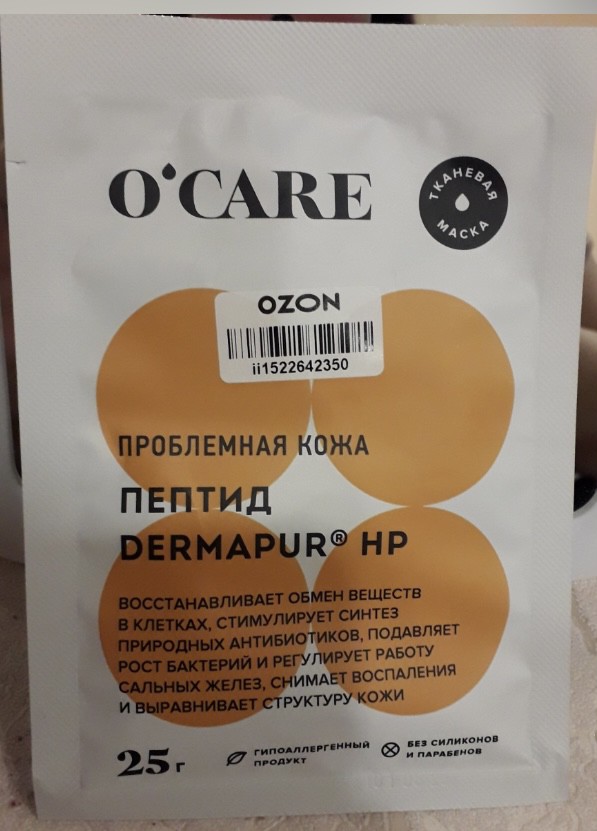 O'CARE
ТКАНЕВАЯ
МАСКА
OZON
ii1522642350
ПРОБЛЕМНАЯ КОЖА
ПЕПТИД
DERMAPUR® HP
ВОССТАНАВЛИВАЕТ ОБМЕН ВЕЩЕСТВ
В КЛЕТКАХ, СТИМУЛИРУЕТ СИНТЕЗ
ПРИРОДНЫХ АНТИБИОТИКОВ, ПОДАВЛЯЕТ
РОСТ БАКТЕРИЙ И РЕГУЛИРУЕТ РАБОТУ
САЛЬНЫХ ЖЕЛЕЗ, СНИМАЕТ ВОСПАЛЕНИЯ
И ВЫРАВНИВАЕТ СТРУКТУРУ КОЖИ
25 г
ГИПОАЛЛЕРГЕННЫЙ
ПРОДУКТ
БЕЗ СИЛИКОНОВ
И ПАРАБЕНОВ